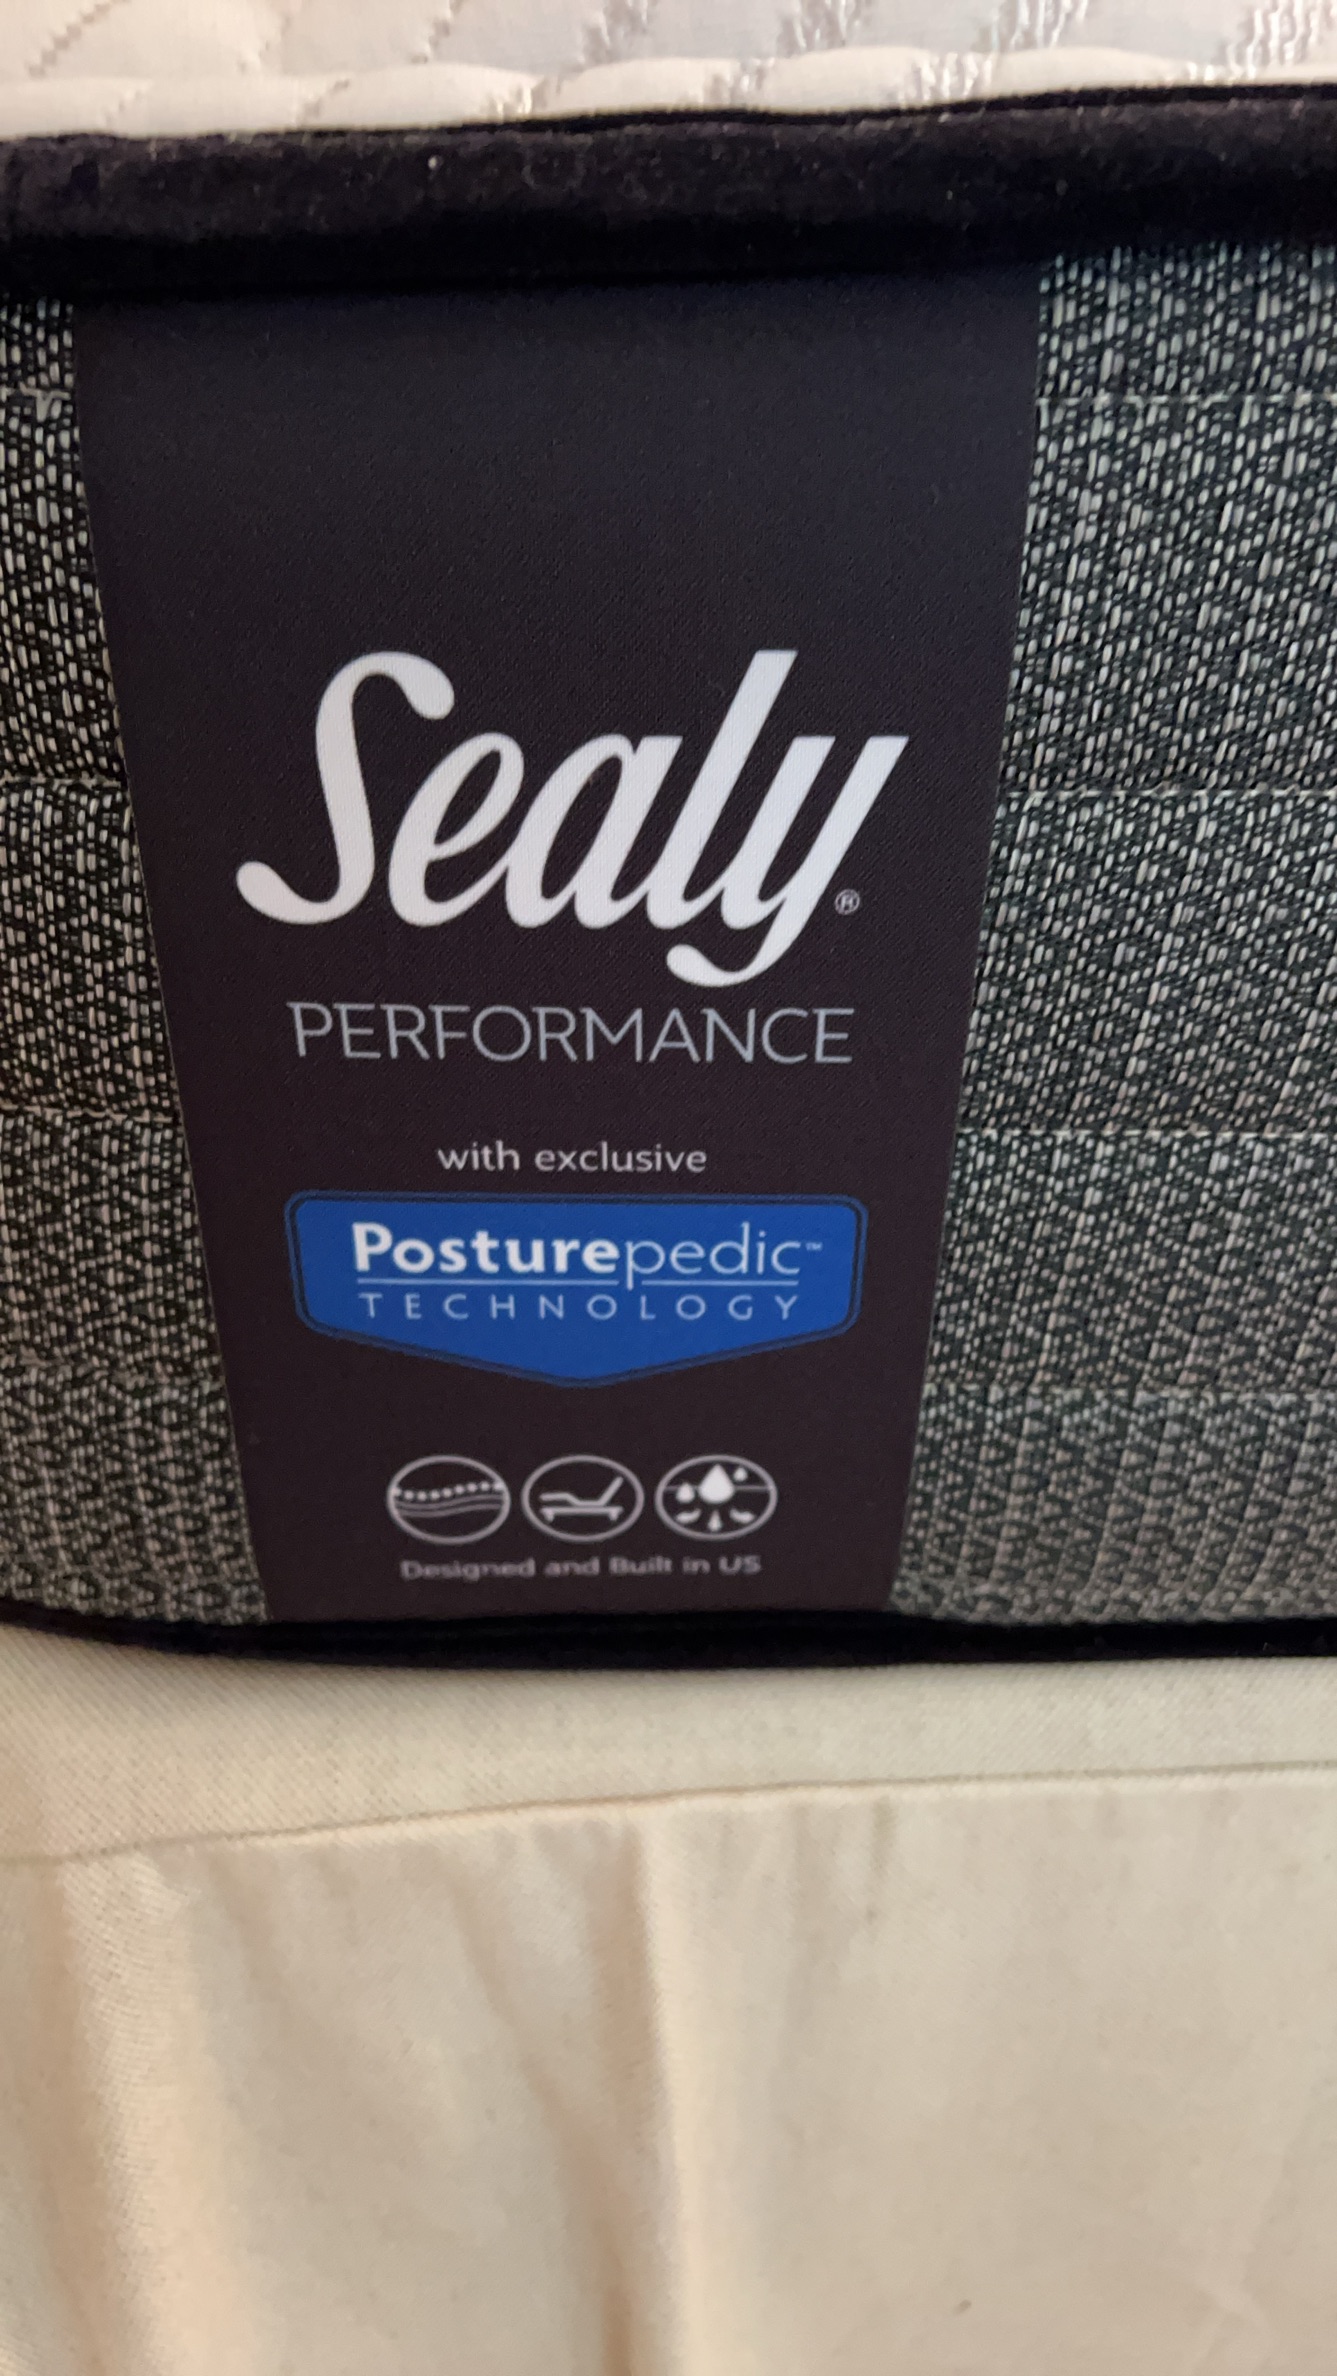 Sealy®
PERFORMANCE
with exclusive
Posturepedic™
TECHNOLOGY
Designed and Built in US